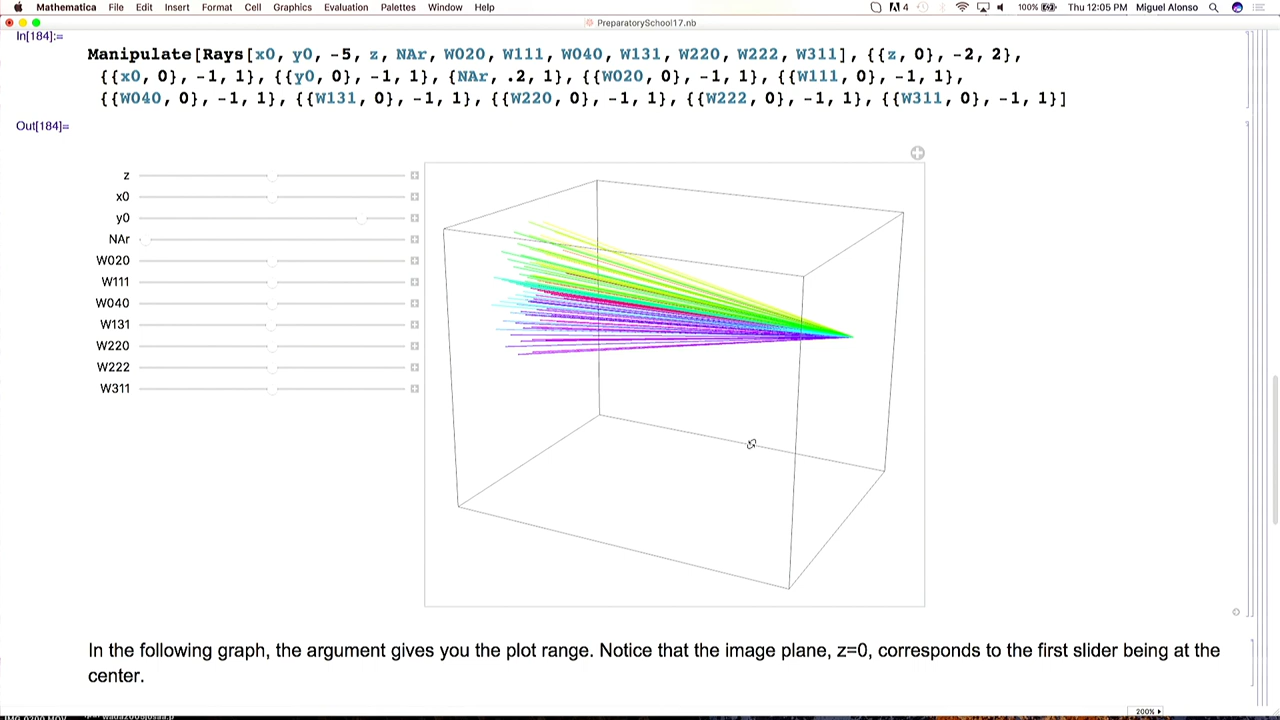 Mathematica File Edit Insert Format Cell Graphics Evaluation Palettes Window Help 4 100% Thu 12:05 PM Miguel Alonso
PreparatorySchool17.nb
In[184]:=
Manipulate[Rays[x0, y0, -5, z, NAr, W020, W111, W040, W131, W220, W222, W311], {{z, 0}, -2, 2},
{{x0, 0}, -1, 1}, {{y0, 0}, -1, 1}, {NAr, .2, 1}, {{W020, 0}, -1, 1}, {{W111, 0}, -1, 1},
{{W040, 0}, -1, 1}, {{W131, 0}, -1, 1}, {{W220, 0}, -1, 1}, {{W222, 0}, -1, 1}, {{W311, 0}, -1, 1}]
Out[184]=
z
x0
y0
NAr
W020
W111
W040
W131
W220
W222
W311
In the following graph, the argument gives you the plot range. Notice that the image plane, z=0, corresponds to the first slider being at the
center.
200%